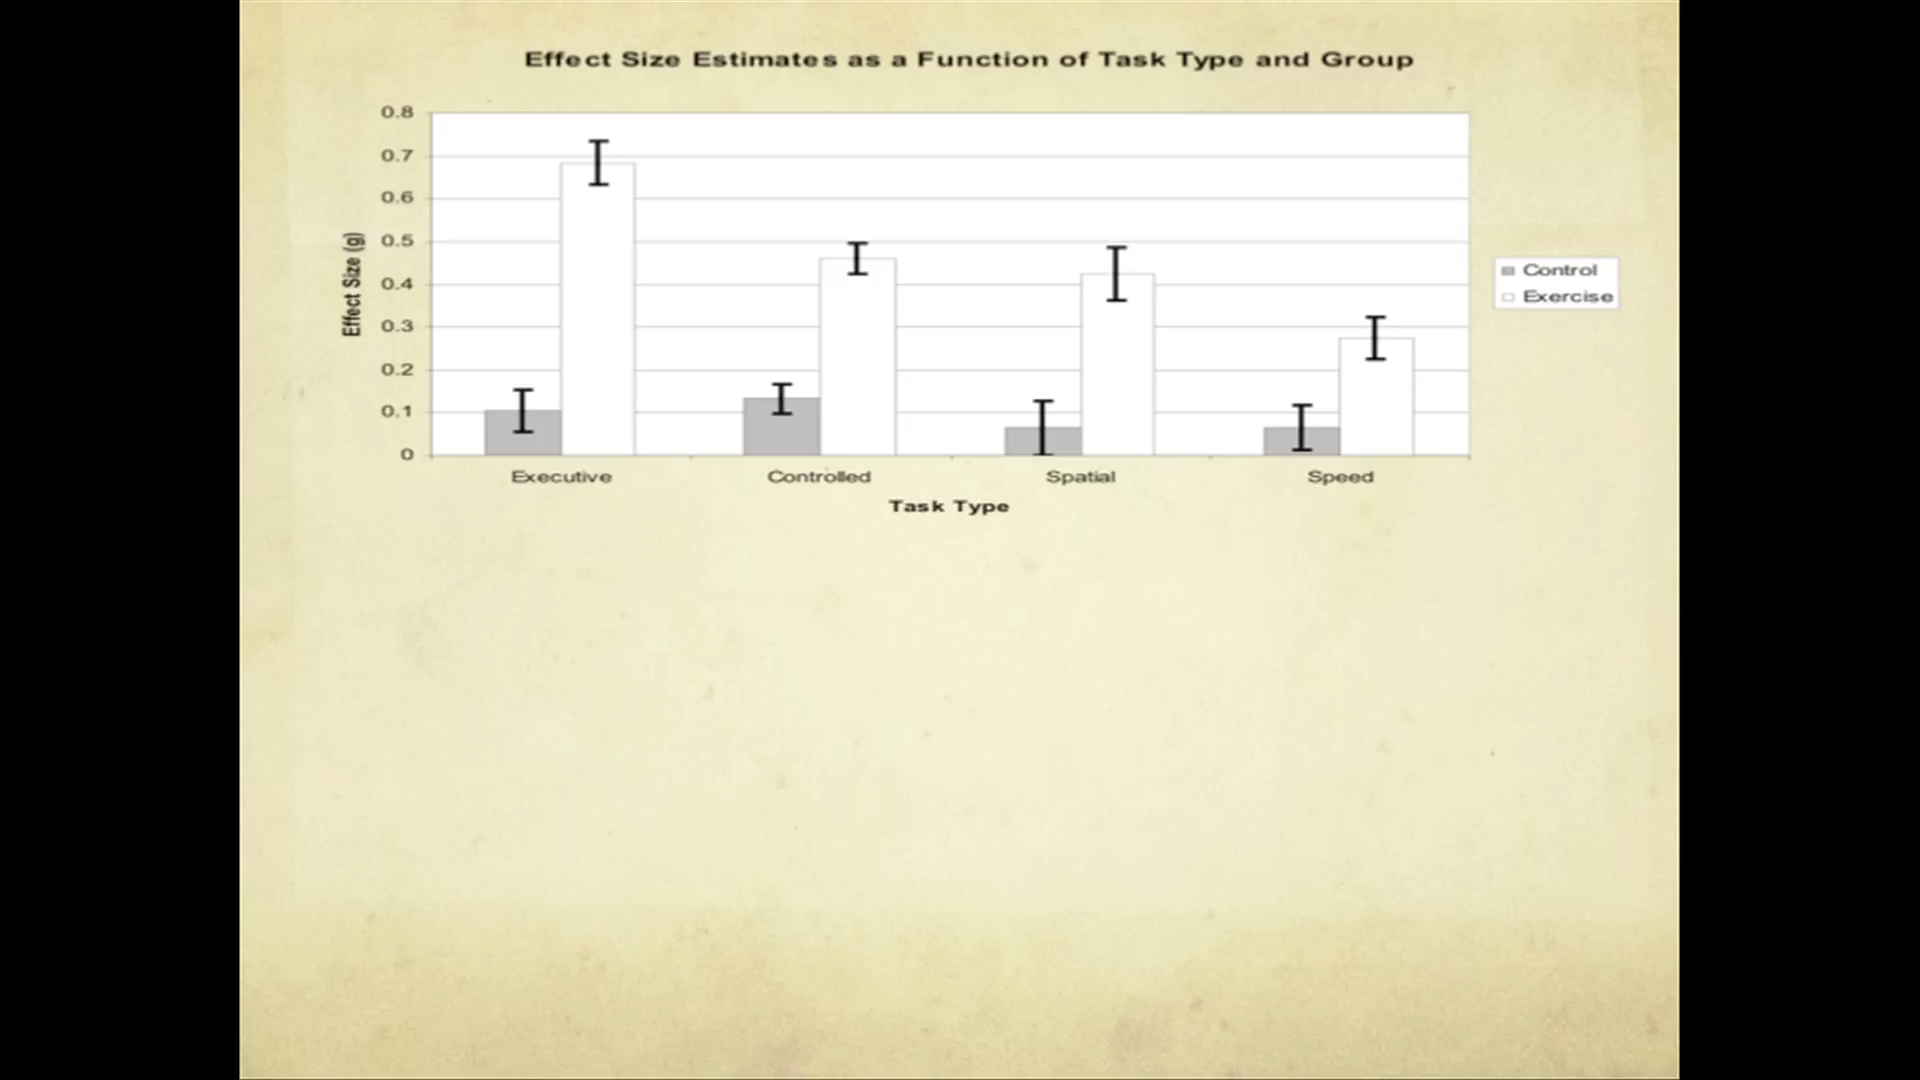 Effect Size Estimates as a Function of Task Type and Group
0.8
0.7
0.6
0.5
0.4
0.3
0.2
0.1
0
Effect Size (g)
Executive
Controlled
Spatial
Speed
Task Type
Control
Exercise